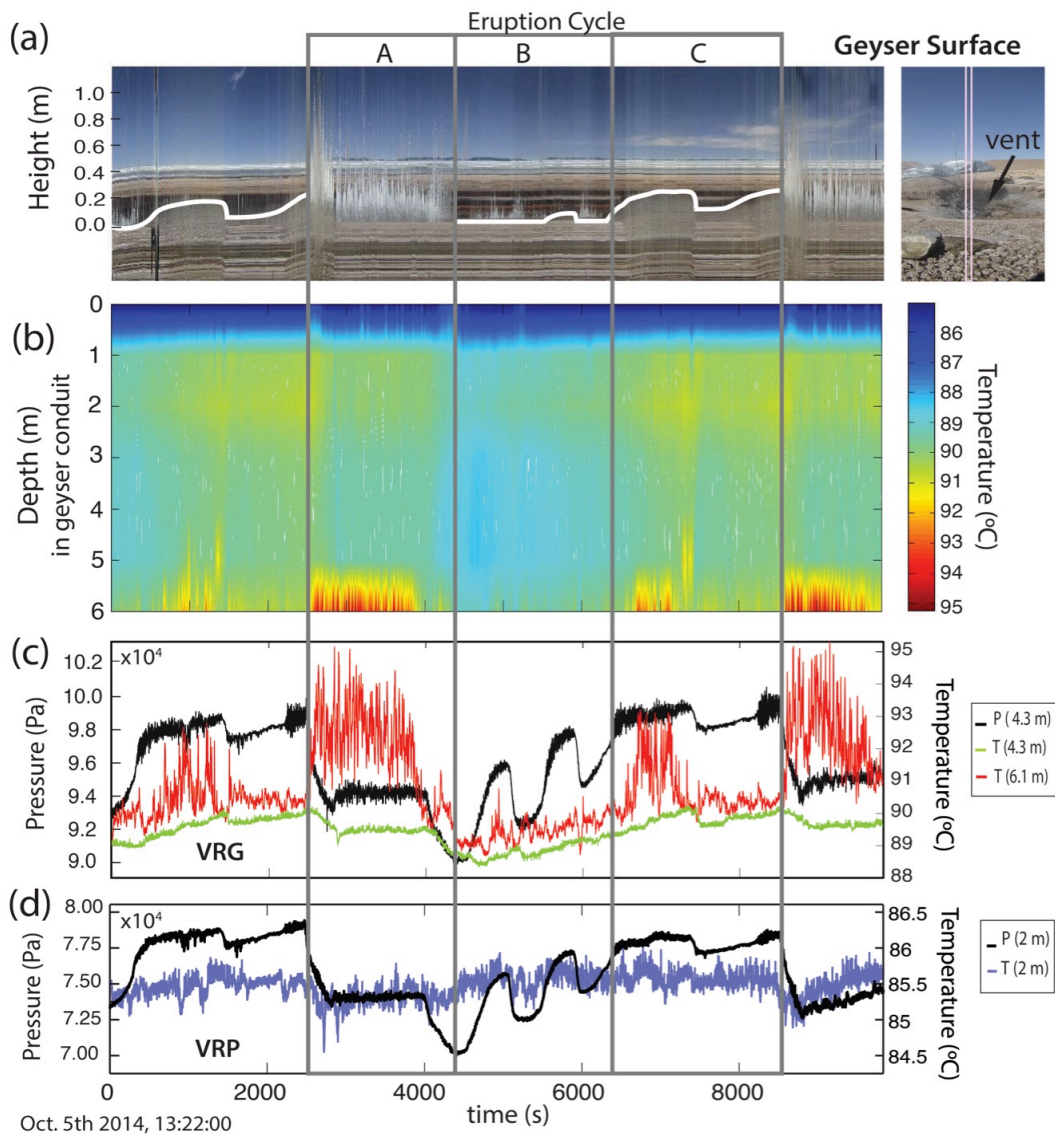 Eruption Cycle
(a)
A B C
Geyser Surface
Height (m)
1.0
0.8
0.6
0.4
0.2
0.0
vent
(b)
Depth (m)
in geyser conduit
0
1
2
3
4
5
6
86
87
88
89
90
91
92
93
94
95
Temperature (ºC)
(c)
x10⁴
Pressure (Pa)
10.2
10.0
9.8
9.6
9.4
9.2
9.0
VRG
95
94
93
92
91
90
89
88
Temperature (ºC)
P ( 4.3 m)
T (4.3 m)
T (6.1 m)
(d)
x10⁴
Pressure (Pa)
8.00
7.75
7.50
7.25
7.00
VRP
86.5
86
85.5
85
84.5
Temperature (ºC)
P (2 m)
T (2 m)
0 2000 4000 6000 8000
time (s)
Oct. 5th 2014, 13:22:00